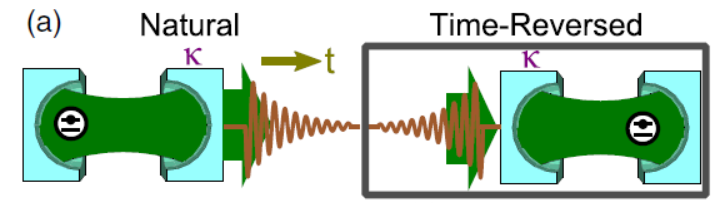 (a) Natural Time-Reversed
κ t κ